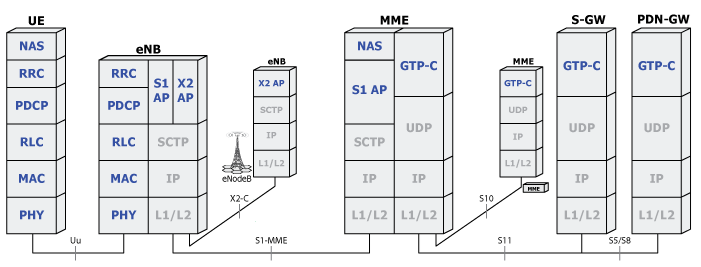 UE
NAS
RRC
PDCP
RLC
MAC
PHY
eNB
RRC
PDCP
RLC
MAC
PHY
S1
AP
X2
AP
SCTP
IP
L1/L2
eNB
X2 AP
SCTP
IP
L1/L2
eNodeB
MME
NAS
S1 AP
SCTP
IP
L1/L2
GTP-C
UDP
IP
L1/L2
MME
GTP-C
UDP
IP
L1/L2
MME
S-GW
GTP-C
UDP
IP
L1/L2
PDN-GW
GTP-C
UDP
IP
L1/L2
Uu
X2-C
S1-MME
S10
S11
S5/S8